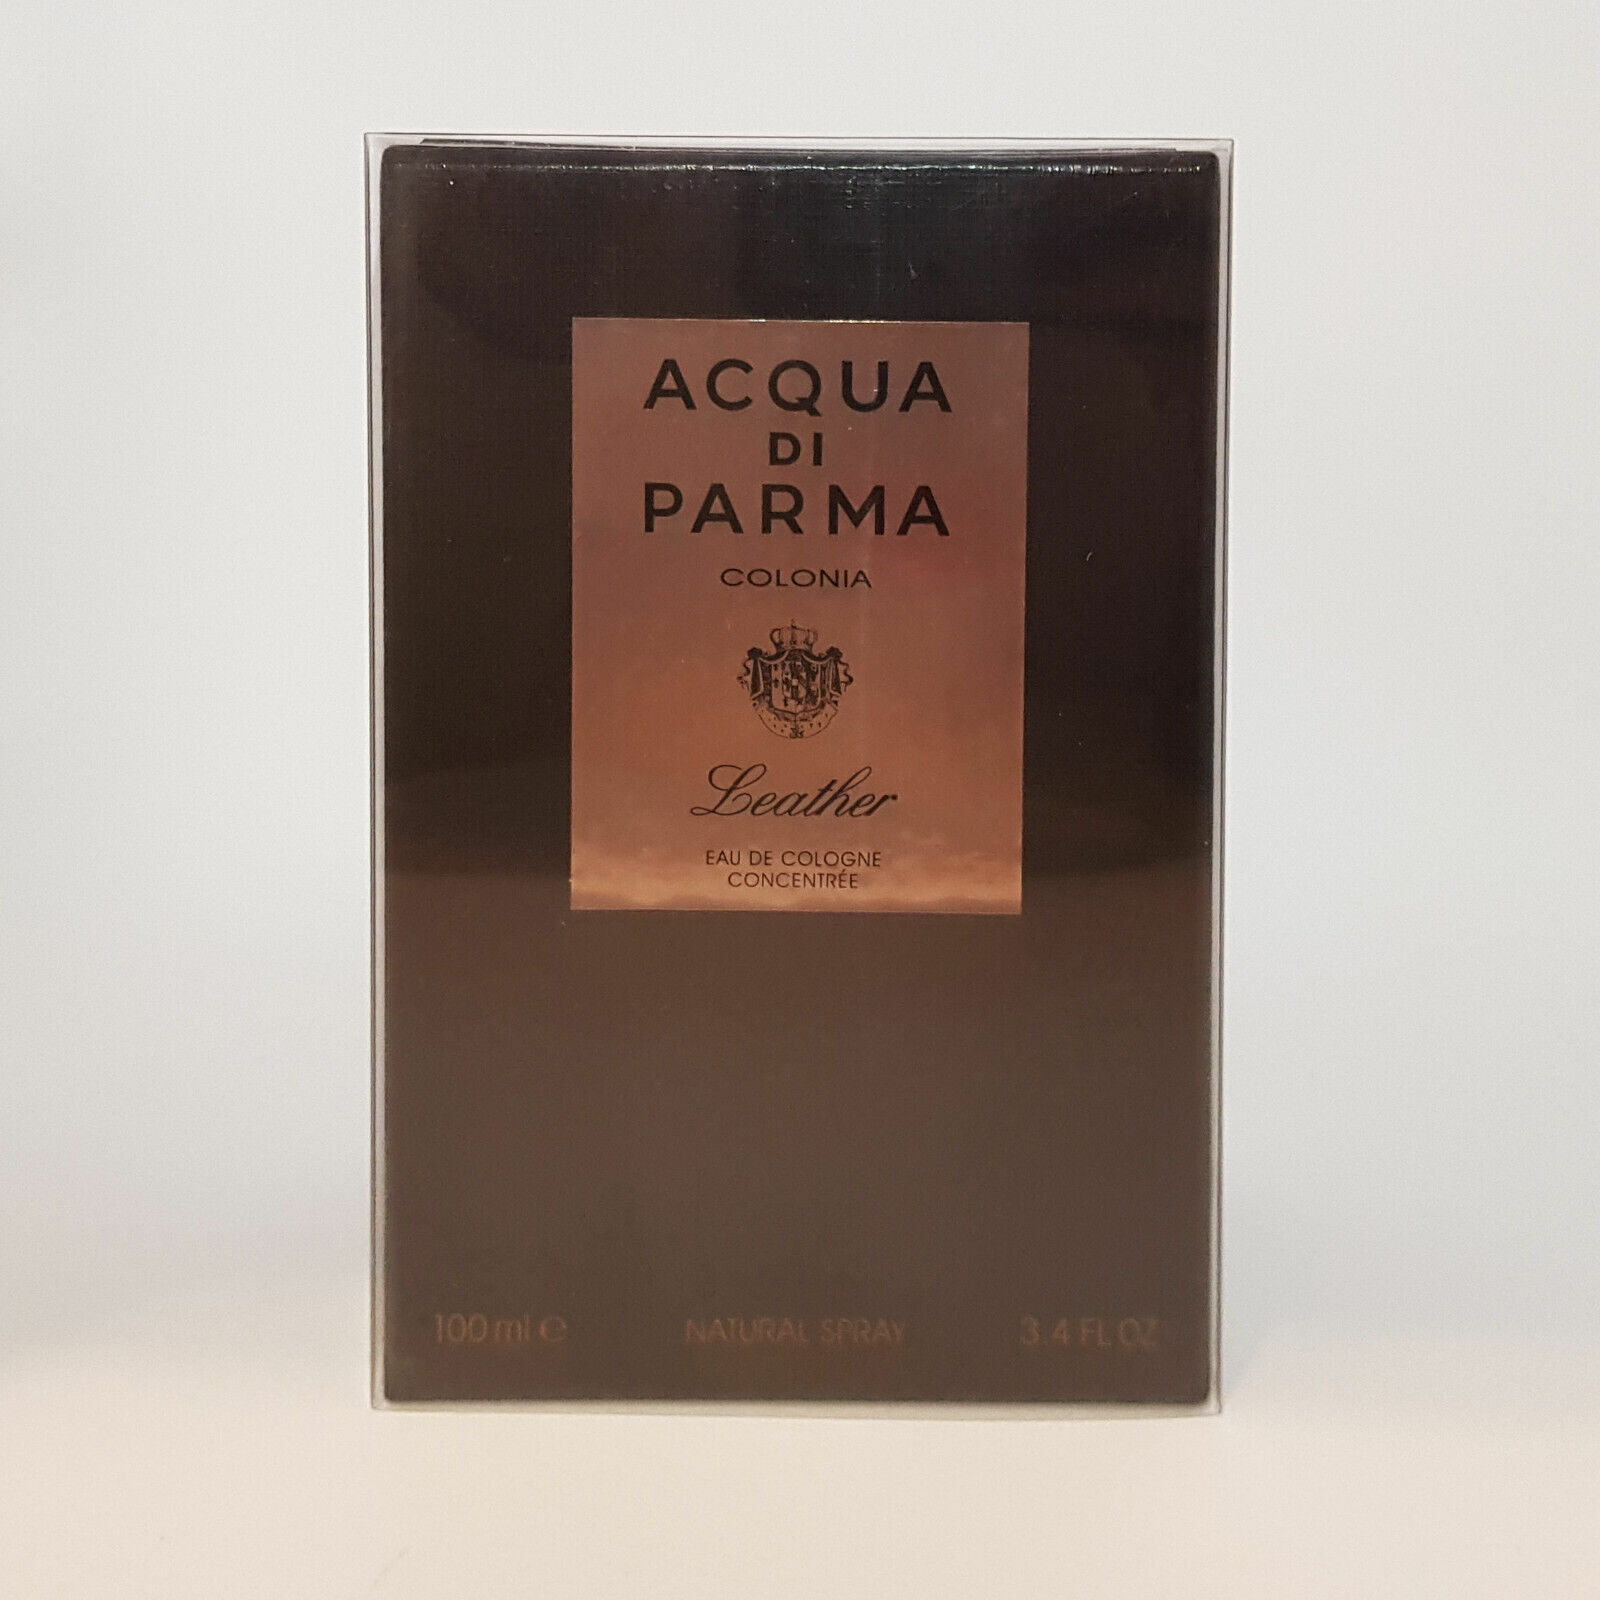 ACQUA
DI
PARMA
COLONIA
Leather
EAU DE COLOGNE
CONCENTRÉE
100 ml e NATURAL SPRAY 3.4 FL OZ